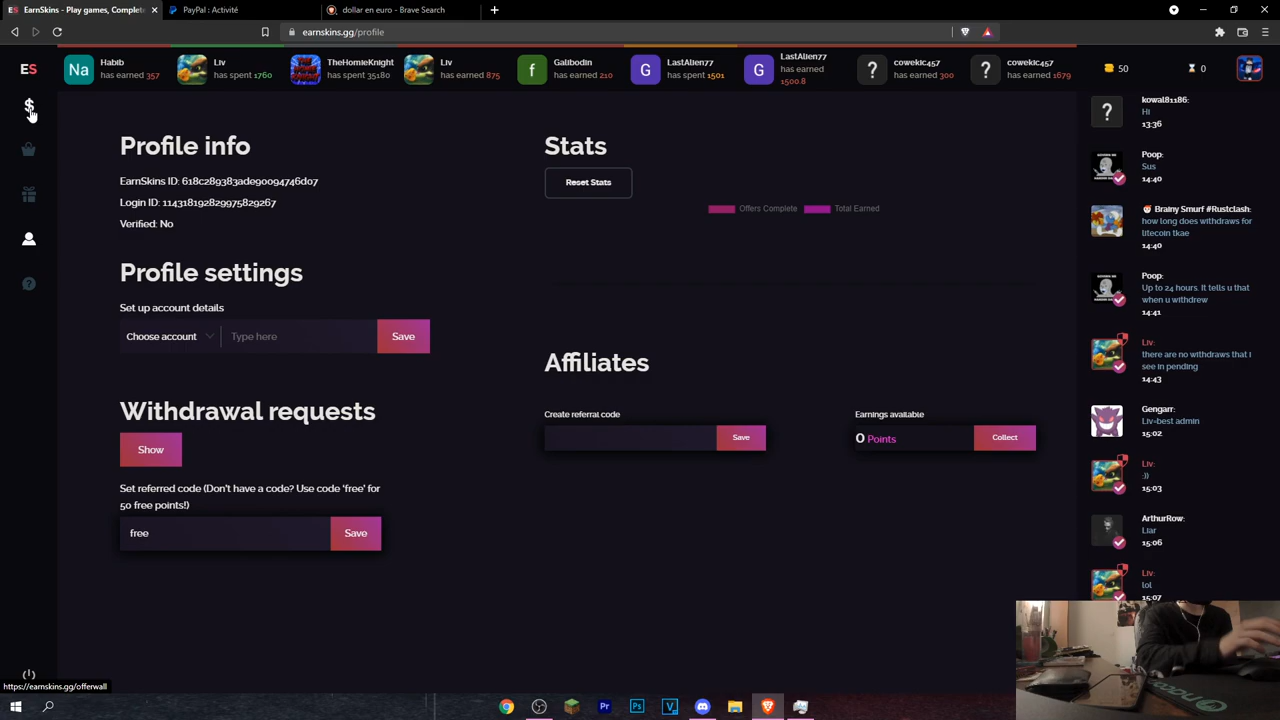 ES EarnSkins - Play games, Complete
PayPal : Activité
dollar en euro - Brave Search
earnskins.gg/profile
ES
Na Habib
has earned 357
Liv
has spent 1760
TheHomieKnight
has spent 35180
Liv
has earned 875
f Galibodin
has earned 210
G LastAlien77
has spent 1501
G LastAlien77
has earned
1500.8
? cowekic457
has earned 300
? cowekic457
has earned 1679
50
0
Profile info
EarnSkins ID: 618c289383ade90094746d07
Login ID: 114318192829975829267
Verified: No
Profile settings
Set up account details
Choose account
Type here
Save
Withdrawal requests
Show
Set referred code (Don't have a code? Use code 'free' for
50 free points!)
free
Save
Stats
Reset Stats
Offers Complete
Total Earned
Affiliates
Create referral code
Save
Earnings available
0 Points
Collect
kowal81186:
Hi
13:36
Poop:
Sus
14:40
Brainy Smurf #Rustclash:
how long does withdraws for
litecoin tkae
14:40
Poop:
Up to 24 hours. It tells u that
when u withdrew
14:41
Liv:
there are no withdraws that I
see in pending
14:43
Gengarr:
Liv=best admin
15:02
Liv:
:))
15:03
ArthurRow:
Liar
15:06
Liv:
lol
15:07
https://earnskins.gg/offerwall